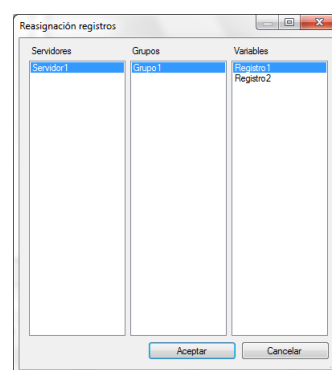 Reasignación registros
Servidores Grupos Variables
Servidor1 Grupo1 Registro1
Registro2
Aceptar Cancelar